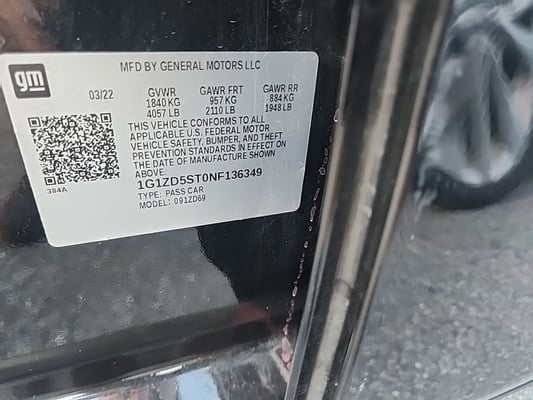 gm
MFD BY GENERAL MOTORS LLC
03/22
GVWR GAWR FRT GAWR RR
1840 KG 957 KG 884 KG
4057 LB 2110 LB 1948 LB
THIS VEHICLE CONFORMS TO ALL
APPLICABLE U.S. FEDERAL MOTOR
VEHICLE SAFETY, BUMPER, AND THEFT
PREVENTION STANDARDS IN EFFECT ON
THE DATE OF MANUFACTURE SHOWN
ABOVE.
384A
1G1ZD5ST0NF136349
TYPE: PASS CAR
MODEL: 091ZD69